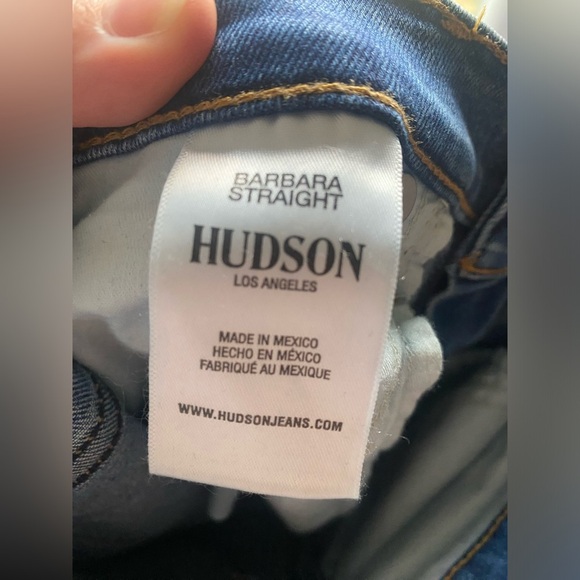 BARBARA
STRAIGHT
HUDSON
LOS ANGELES
MADE IN MEXICO
HECHO EN MÉXICO
FABRIQUÉ AU MEXIQUE
WWW.HUDSONJEANS.COM